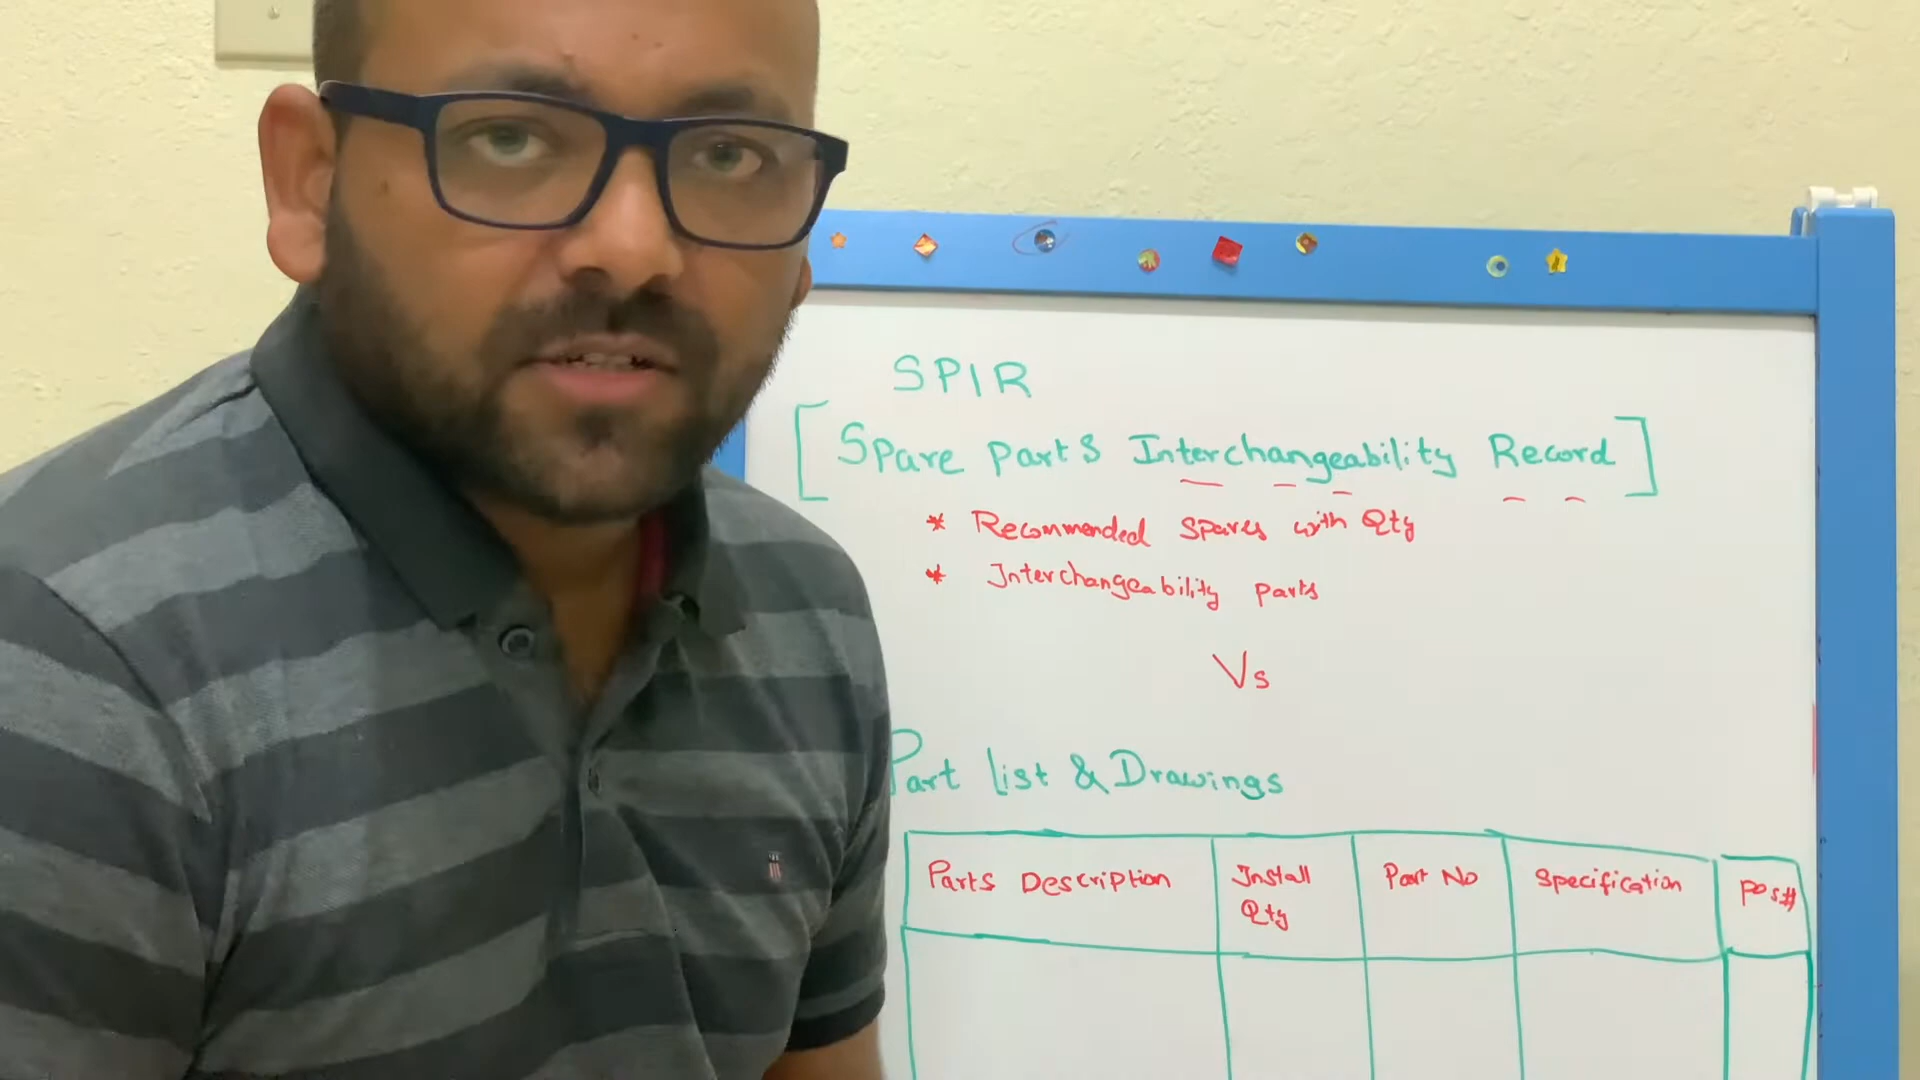 SPIR
[Spare Parts Interchangeability Record]
* Recommended Spares with Qty
* Interchangeability parts
Vs
Part List & Drawings
Parts Description
Install Qty
Part No
Specification
Pos#